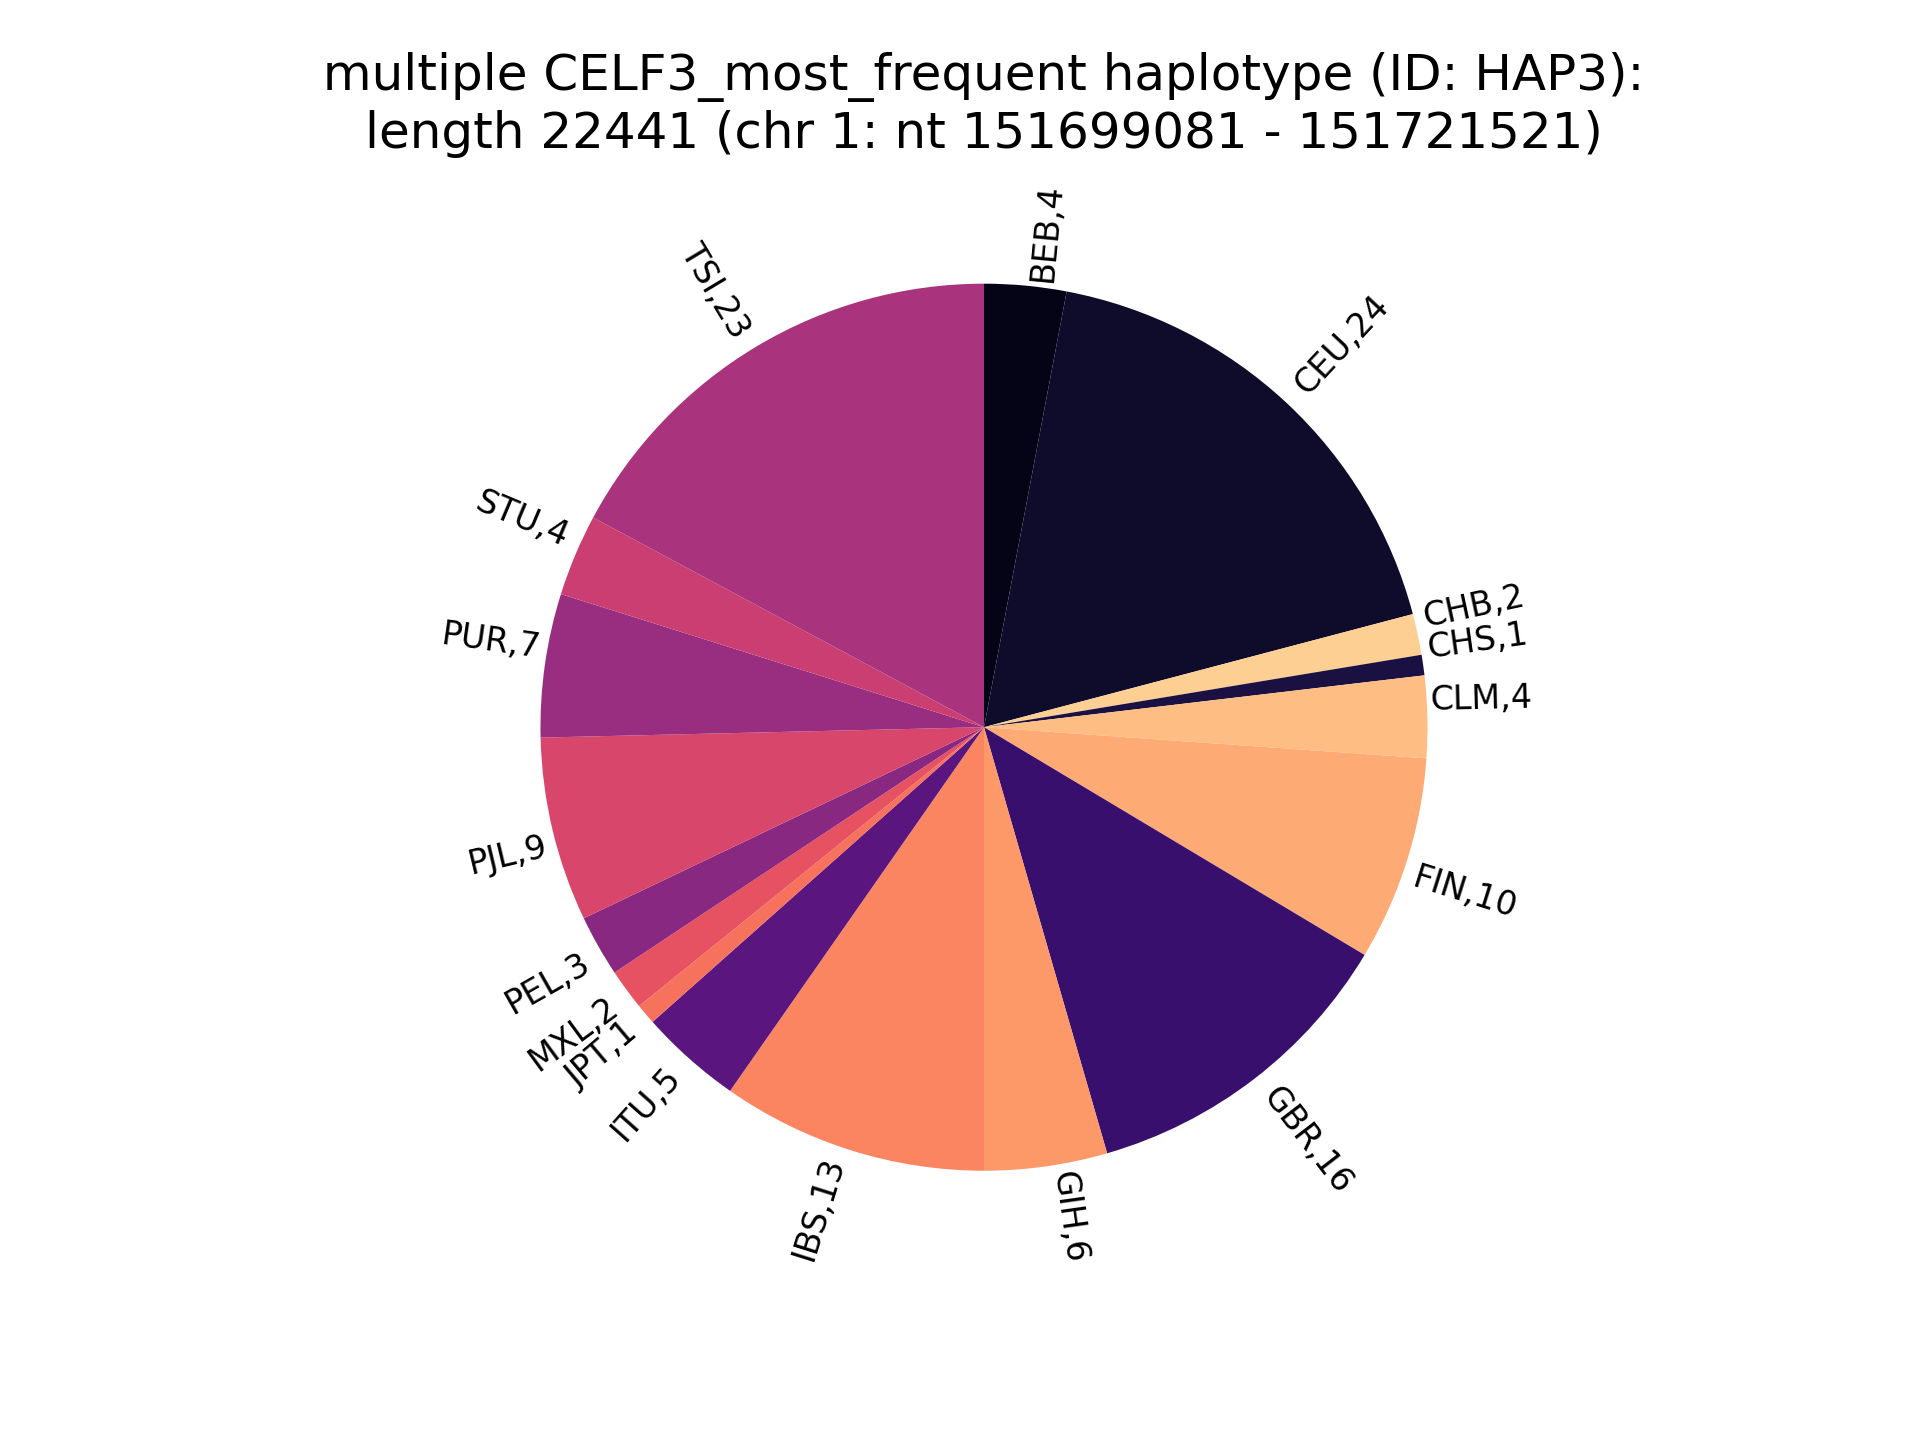 multiple CELF3_most_frequent haplotype (ID: HAP3):
length 22441 (chr 1: nt 151699081 - 151721521)
BEB,4
CEU,24
CHB,2
CHS,1
CLM,4
FIN,10
GBR,16
GIH,6
IBS,13
ITU,5
JPT,1
MXL,2
PEL,3
PJL,9
PUR,7
STU,4
TSI,23